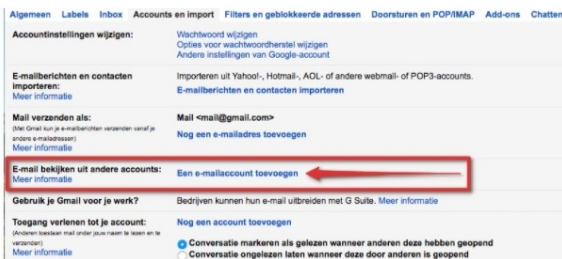 Algemeen Labels Inbox Accounts en import Filters en geblokkeerde adressen Doorsturen en POP/IMAP Add-ons Chatten
Accountinstellingen wijzigen: Wachtwoord wijzigen
Opties voor wachtwoordherstel wijzigen
Andere instellingen van Google-account
E-mailberichten en contacten importeren: Importeren uit Yahoo!-, Hotmail-, AOL- of andere webmail- of POP3-accounts.
Meer informatie E-mailberichten en contacten importeren
Mail verzenden als: Mail <mail@gmail.com>
(Met Gmail kun je e-mailberichten verzenden vanaf je
andere e-mailadressen) Nog een e-mailadres toevoegen
Meer informatie
E-mail bekijken uit andere accounts: Een e-mailaccount toevoegen
Meer informatie
Gebruik je Gmail voor je werk? Bedrijven kunnen hun e-mail uitbreiden met G Suite. Meer informatie
Toegang verlenen tot je account: Nog een account toevoegen
(Anderen toestaan mail onder jouw naam te lezen en te
verzenden) Conversatie markeren als gelezen wanneer anderen deze hebben geopend
Meer informatie Conversatie ongelezen laten wanneer deze door anderen is geopend